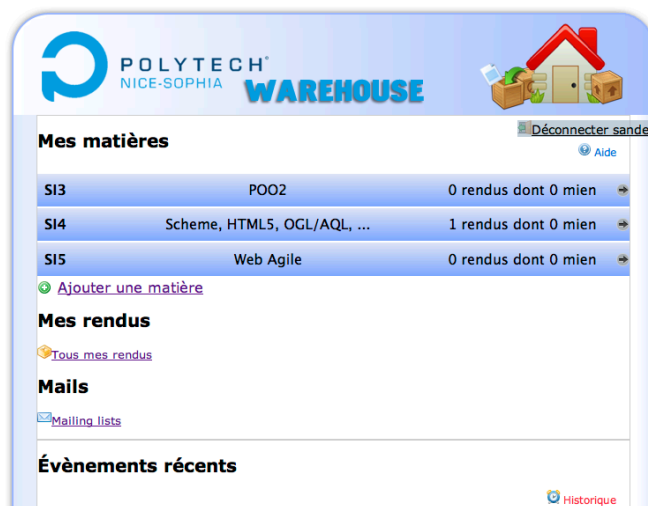 POLYTECH
NICE-SOPHIA
WAREHOUSE
Déconnecter sande
Mes matières
Aide
SI3 POO2 0 rendus dont 0 mien
SI4 Scheme, HTML5, OGL/AQL, ... 1 rendus dont 0 mien
SI5 Web Agile 0 rendus dont 0 mien
Ajouter une matière
Mes rendus
Tous mes rendus
Mails
Mailing lists
Évènements récents
Historique